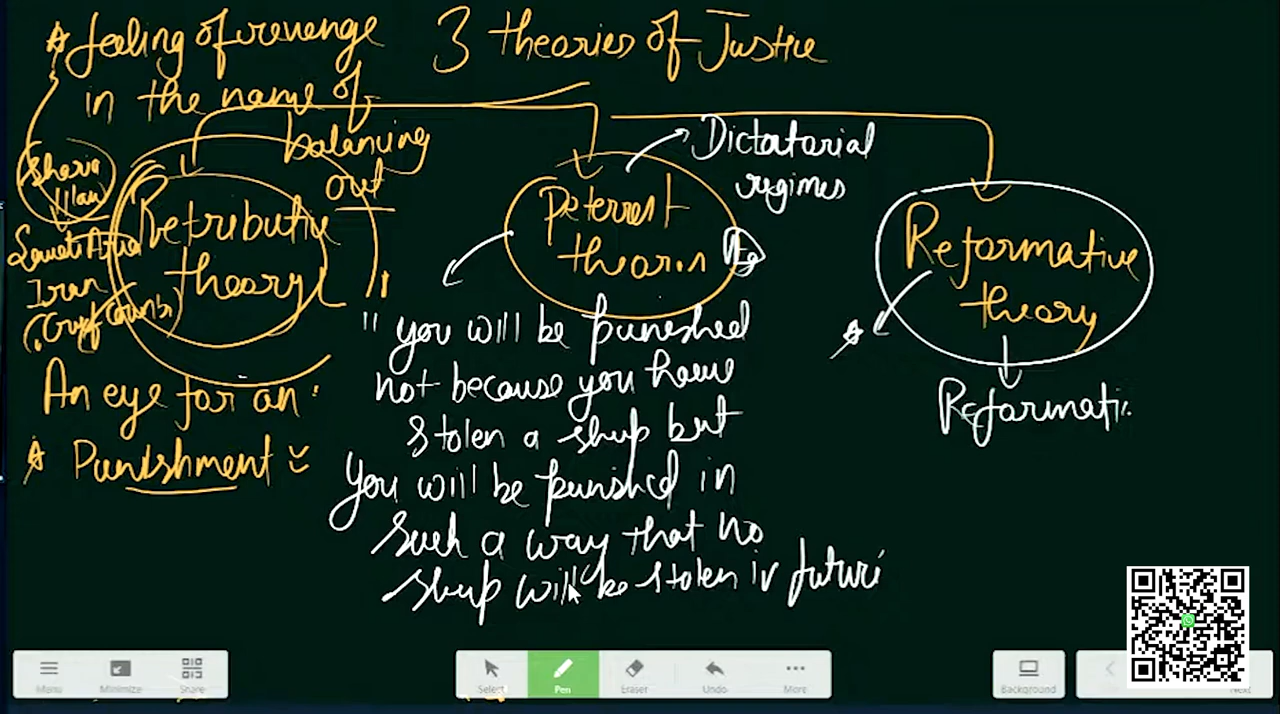 3 theories of Justice
* feeling of revenge
in the name of
balancing
out
Sharia
law
Iran
Retributive
theory
An eye for an
* Punishment
Deterrent
theory
Dictatorial
regimes
"you will be punished
not because you have
stolen a sheep but
you will be punished in
such a way that no
sheep will be stolen in future
Reformative
theory
Reformati
Menu
Minimize
Share
Select
Pen
Eraser
Undo
More
Background
Next